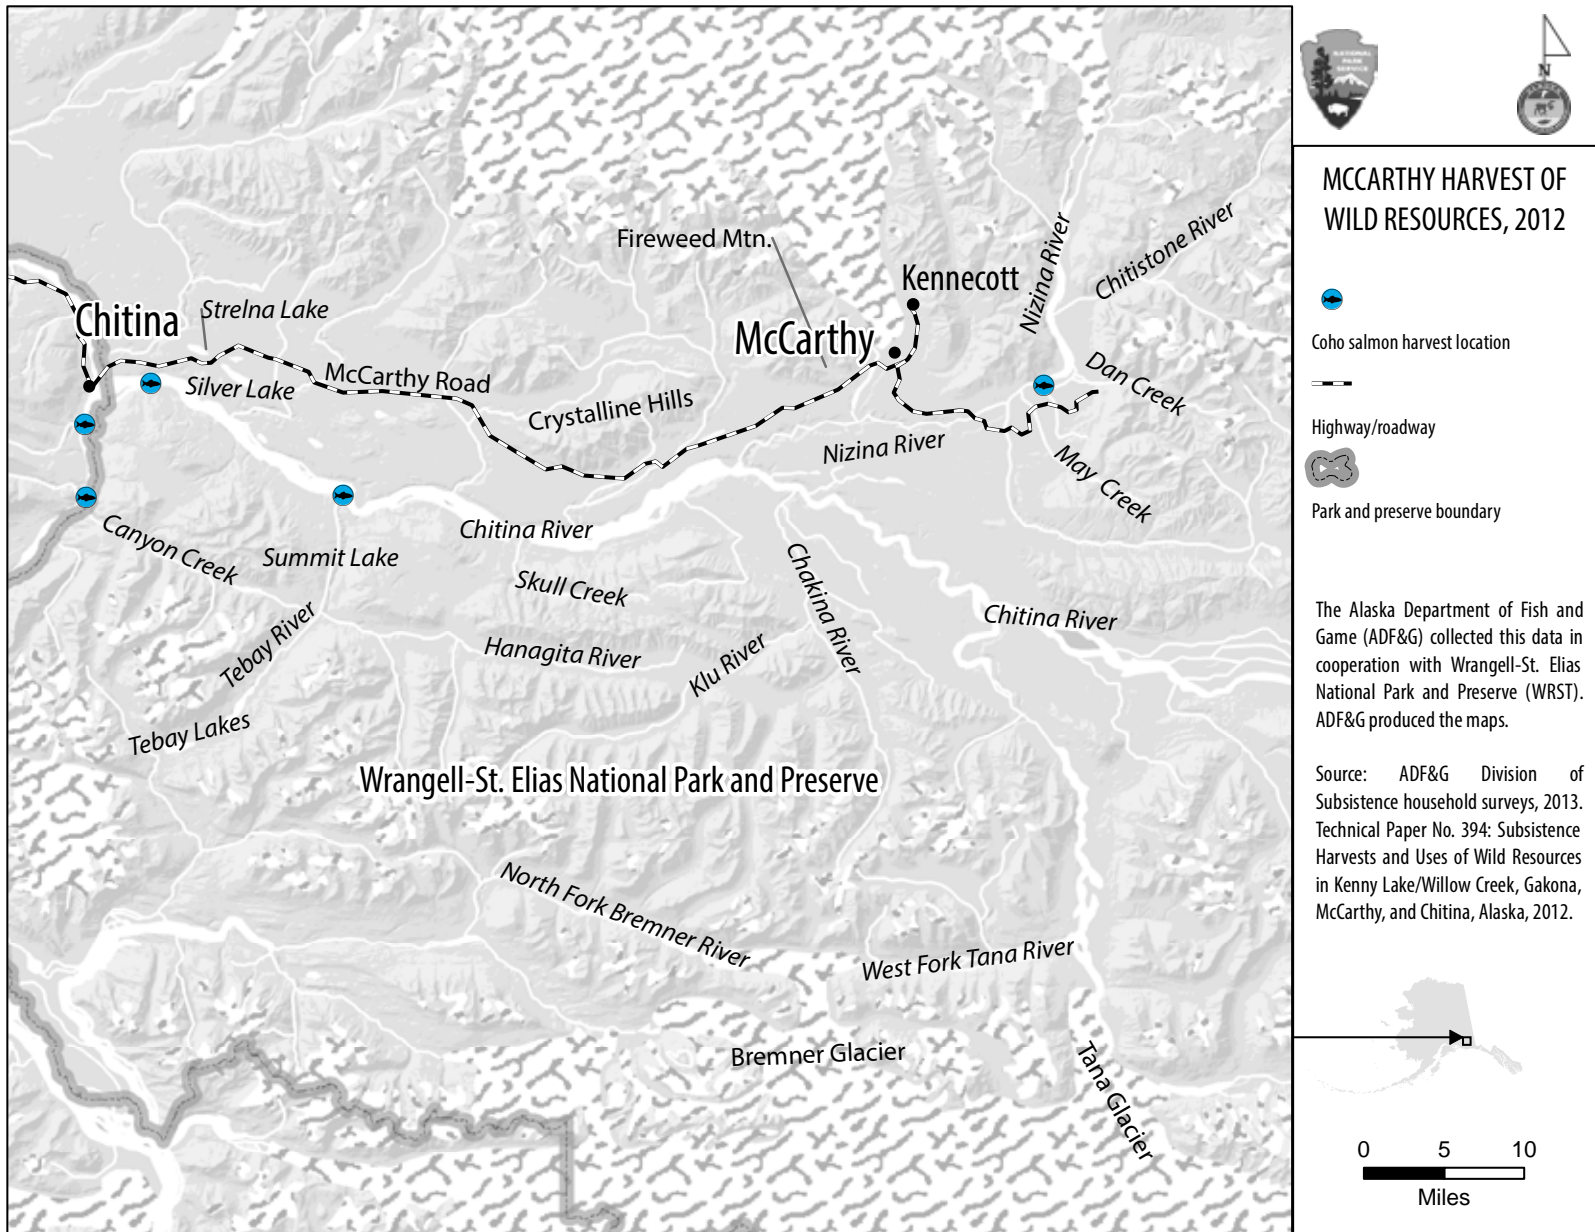 Fireweed Mtn.
Kennecott
Nizina River
Chitistone River
Strelna Lake
Chitina
McCarthy
Silver Lake
McCarthy Road
Dan Creek
Crystalline Hills
Nizina River
May Creek
Chitina River
Canyon Creek
Summit Lake
Skull Creek
Chakina River
Chitina River
Tebay River
Hanagita River
Klu River
Tebay Lakes
Wrangell-St. Elias National Park and Preserve
North Fork Bremner River
West Fork Tana River
Bremner Glacier
Tana Glacier
NATIONAL
PARK
SERVICE
N
MCCARTHY HARVEST OF
WILD RESOURCES, 2012
Coho salmon harvest location
Highway/roadway
Park and preserve boundary
The Alaska Department of Fish and
Game (ADF&G) collected this data in
cooperation with Wrangell-St. Elias
National Park and Preserve (WRST).
ADF&G produced the maps.
Source: ADF&G Division of
Subsistence household surveys, 2013.
Technical Paper No. 394: Subsistence
Harvests and Uses of Wild Resources
in Kenny Lake/Willow Creek, Gakona,
McCarthy, and Chitina, Alaska, 2012.
0 5 10
Miles